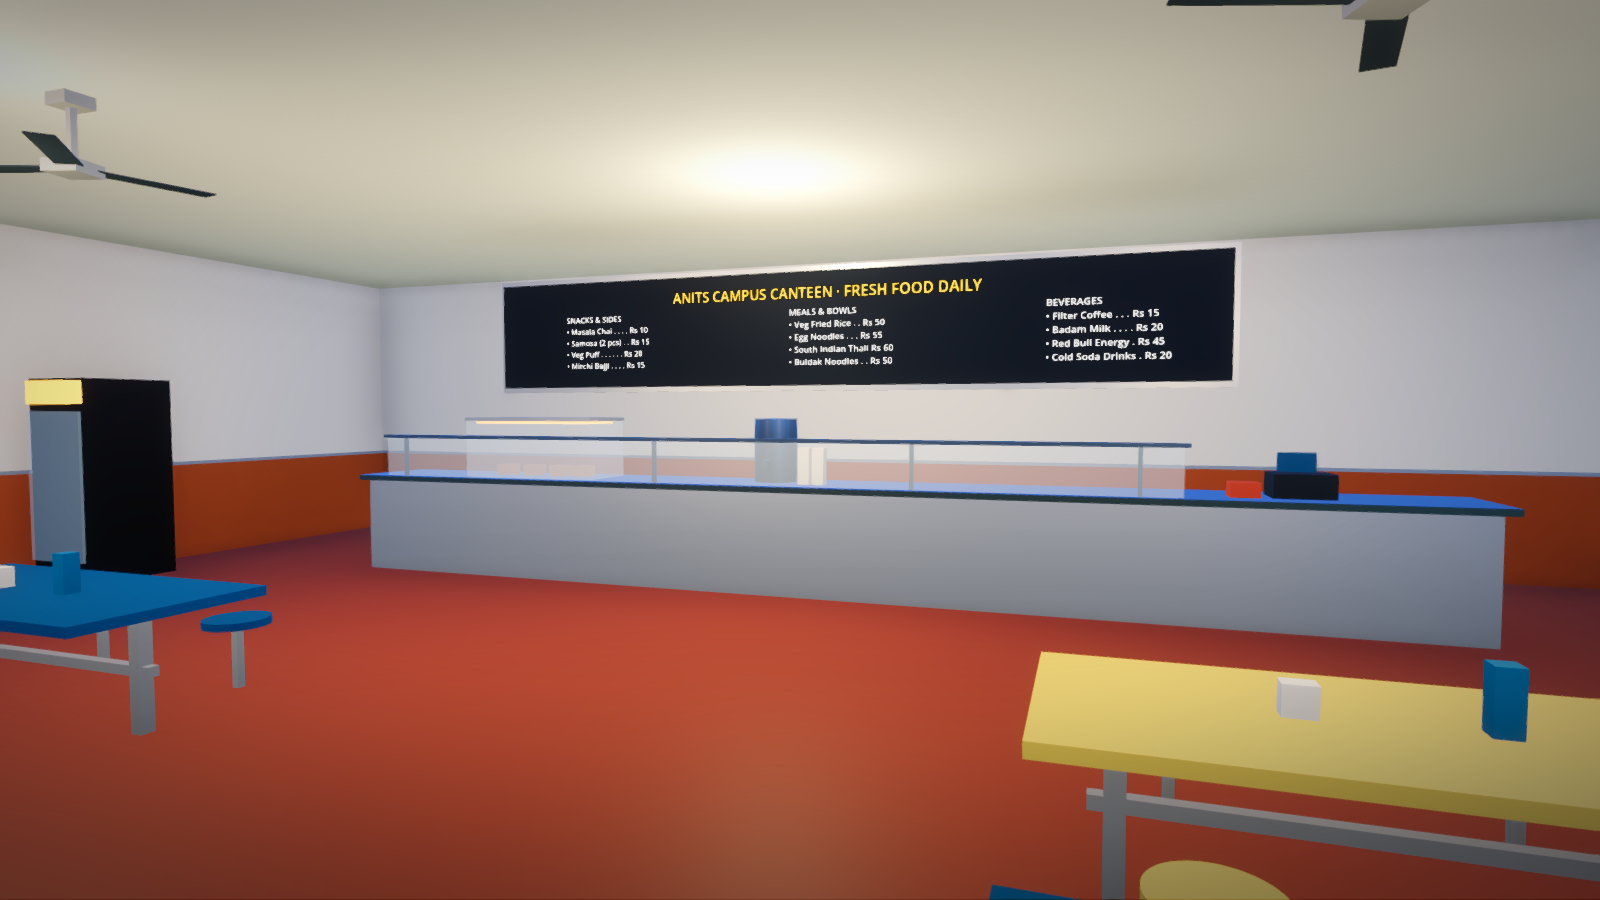 ANITS CAMPUS CANTEEN · FRESH FOOD DAILY
SNACKS & SIDES
• Masala Chai . . . . Rs 10
• Samosa (2 pcs) . . Rs 15
• Veg Puff . . . . . . Rs 20
• Mirchi Bajji . . . . Rs 15
MEALS & BOWLS
• Veg Fried Rice . . Rs 50
• Egg Noodles . . . Rs 55
• South Indian Thali Rs 60
• Buldak Noodles . . Rs 50
BEVERAGES
• Filter Coffee . . . Rs 15
• Badam Milk . . . . Rs 20
• Red Bull Energy . Rs 45
• Cold Soda Drinks . Rs 20